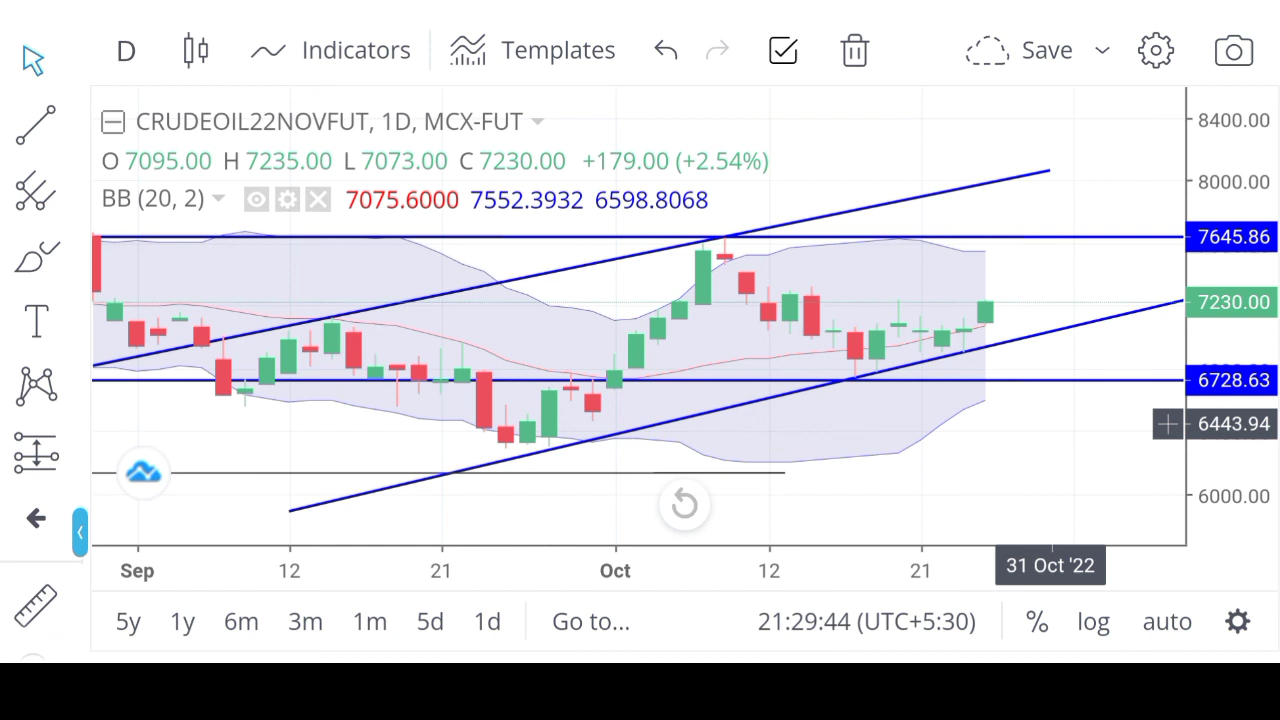 D Indicators Templates Save
CRUDEOIL22NOVFUT, 1D, MCX-FUT
O 7095.00 H 7235.00 L 7073.00 C 7230.00 +179.00 (+2.54%)
BB (20, 2) 7075.6000 7552.3932 6598.8068
8400.00
8000.00
7645.86
7230.00
6728.63
6443.94
6000.00
T
Sep 12 21 Oct 12 21 31 Oct '22
5y 1y 6m 3m 1m 5d 1d Go to... 21:29:44 (UTC+5:30) % log auto